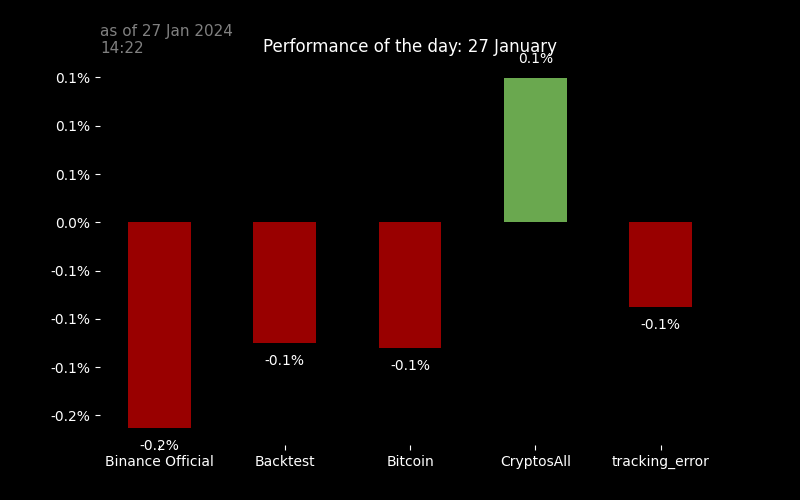 as of 27 Jan 2024
14:22
Performance of the day: 27 January
0.1%
0.1%
0.1%
0.1%
0.0%
-0.1%
-0.1%
-0.1%
-0.2%
-0.1%
-0.1%
-0.1%
-0.2%
Binance Official
Backtest
Bitcoin
CryptosAll
tracking_error